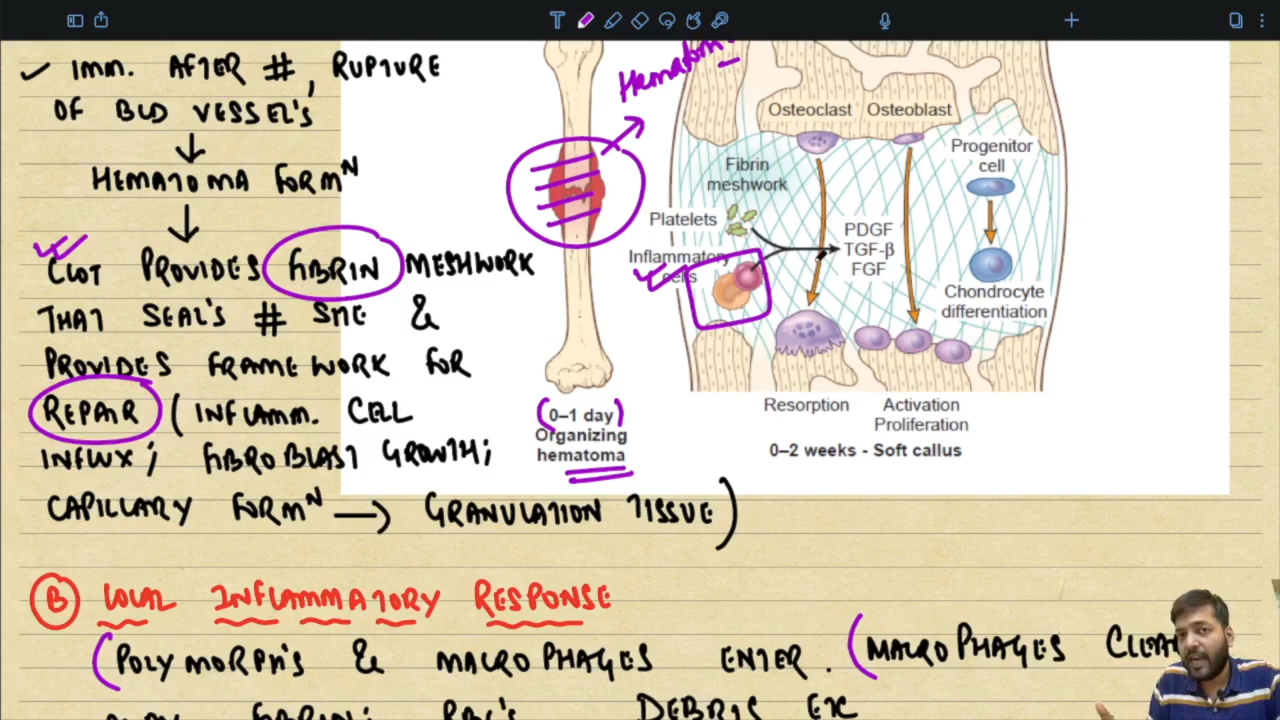 ✓ Imm. AFTER #, RUPTURE
OF BLD VESSEL'S
↓
HEMATOMA FORMᴺ
↓
CLOT PROVIDES FIBRIN MESHWORK
THAT SEAL'S # SITE &
PROVIDES FRAMEWORK FOR
REPAIR (INFLAMM. CELL
INFLUX; FIBROBLAST GROWTH;
CAPILLARY FORMᴺ → GRANULATION TISSUE)
Hematom
Osteoclast Osteoblast
Progenitor
cell
Fibrin
meshwork
Platelets
PDGF
TGF-β
FGF
Inflammatory
cells
Chondrocyte
differentiation
0–1 day
Organizing
hematoma
Resorption
Activation
Proliferation
0–2 weeks - Soft callus
Ⓑ LOCAL INFLAMMATORY RESPONSE
(POLYMORPH'S & MACROPHAGES ENTER. (MACROPHAGES
FIBRIN; RBC'S DEBRIS